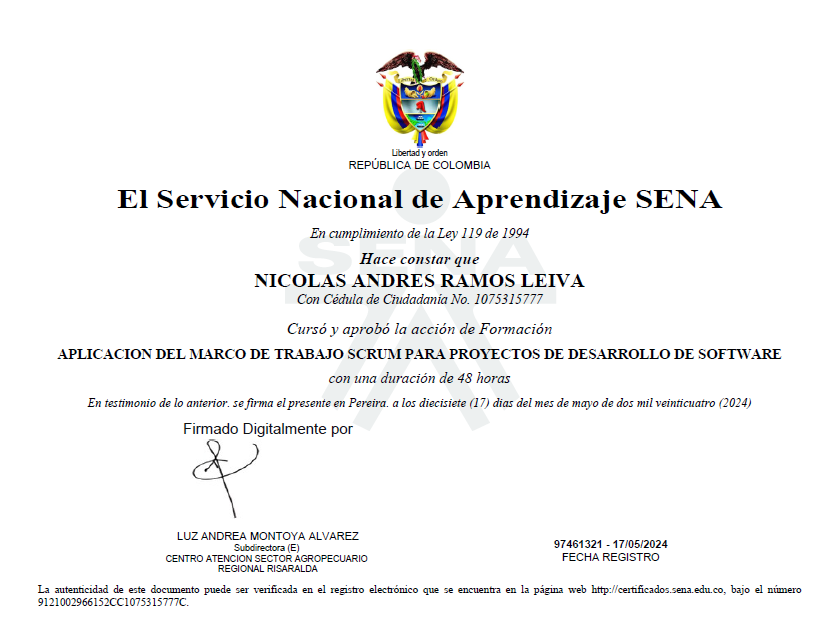 Libertad y orden
REPÚBLICA DE COLOMBIA
El Servicio Nacional de Aprendizaje SENA
En cumplimiento de la Ley 119 de 1994
SENA
Hace constar que
NICOLAS ANDRES RAMOS LEIVA
Con Cédula de Ciudadania No. 1075315777
Cursó y aprobó la acción de Formación
APLICACION DEL MARCO DE TRABAJO SCRUM PARA PROYECTOS DE DESARROLLO DE SOFTWARE
con una duración de 48 horas
En testimonio de lo anterior. se firma el presente en Pereira. a los diecisiete (17) dias del mes de mayo de dos mil veinticuatro (2024)
Firmado Digitalmente por
LUZ ANDREA MONTOYA ALVAREZ
Subdirectora (E)
CENTRO ATENCION SECTOR AGROPECUARIO
REGIONAL RISARALDA
97461321 - 17/05/2024
FECHA REGISTRO
La autenticidad de este documento puede ser verificada en el registro electrónico que se encuentra en la página web http://certificados.sena.edu.co, bajo el número
9121002966152CC1075315777C.